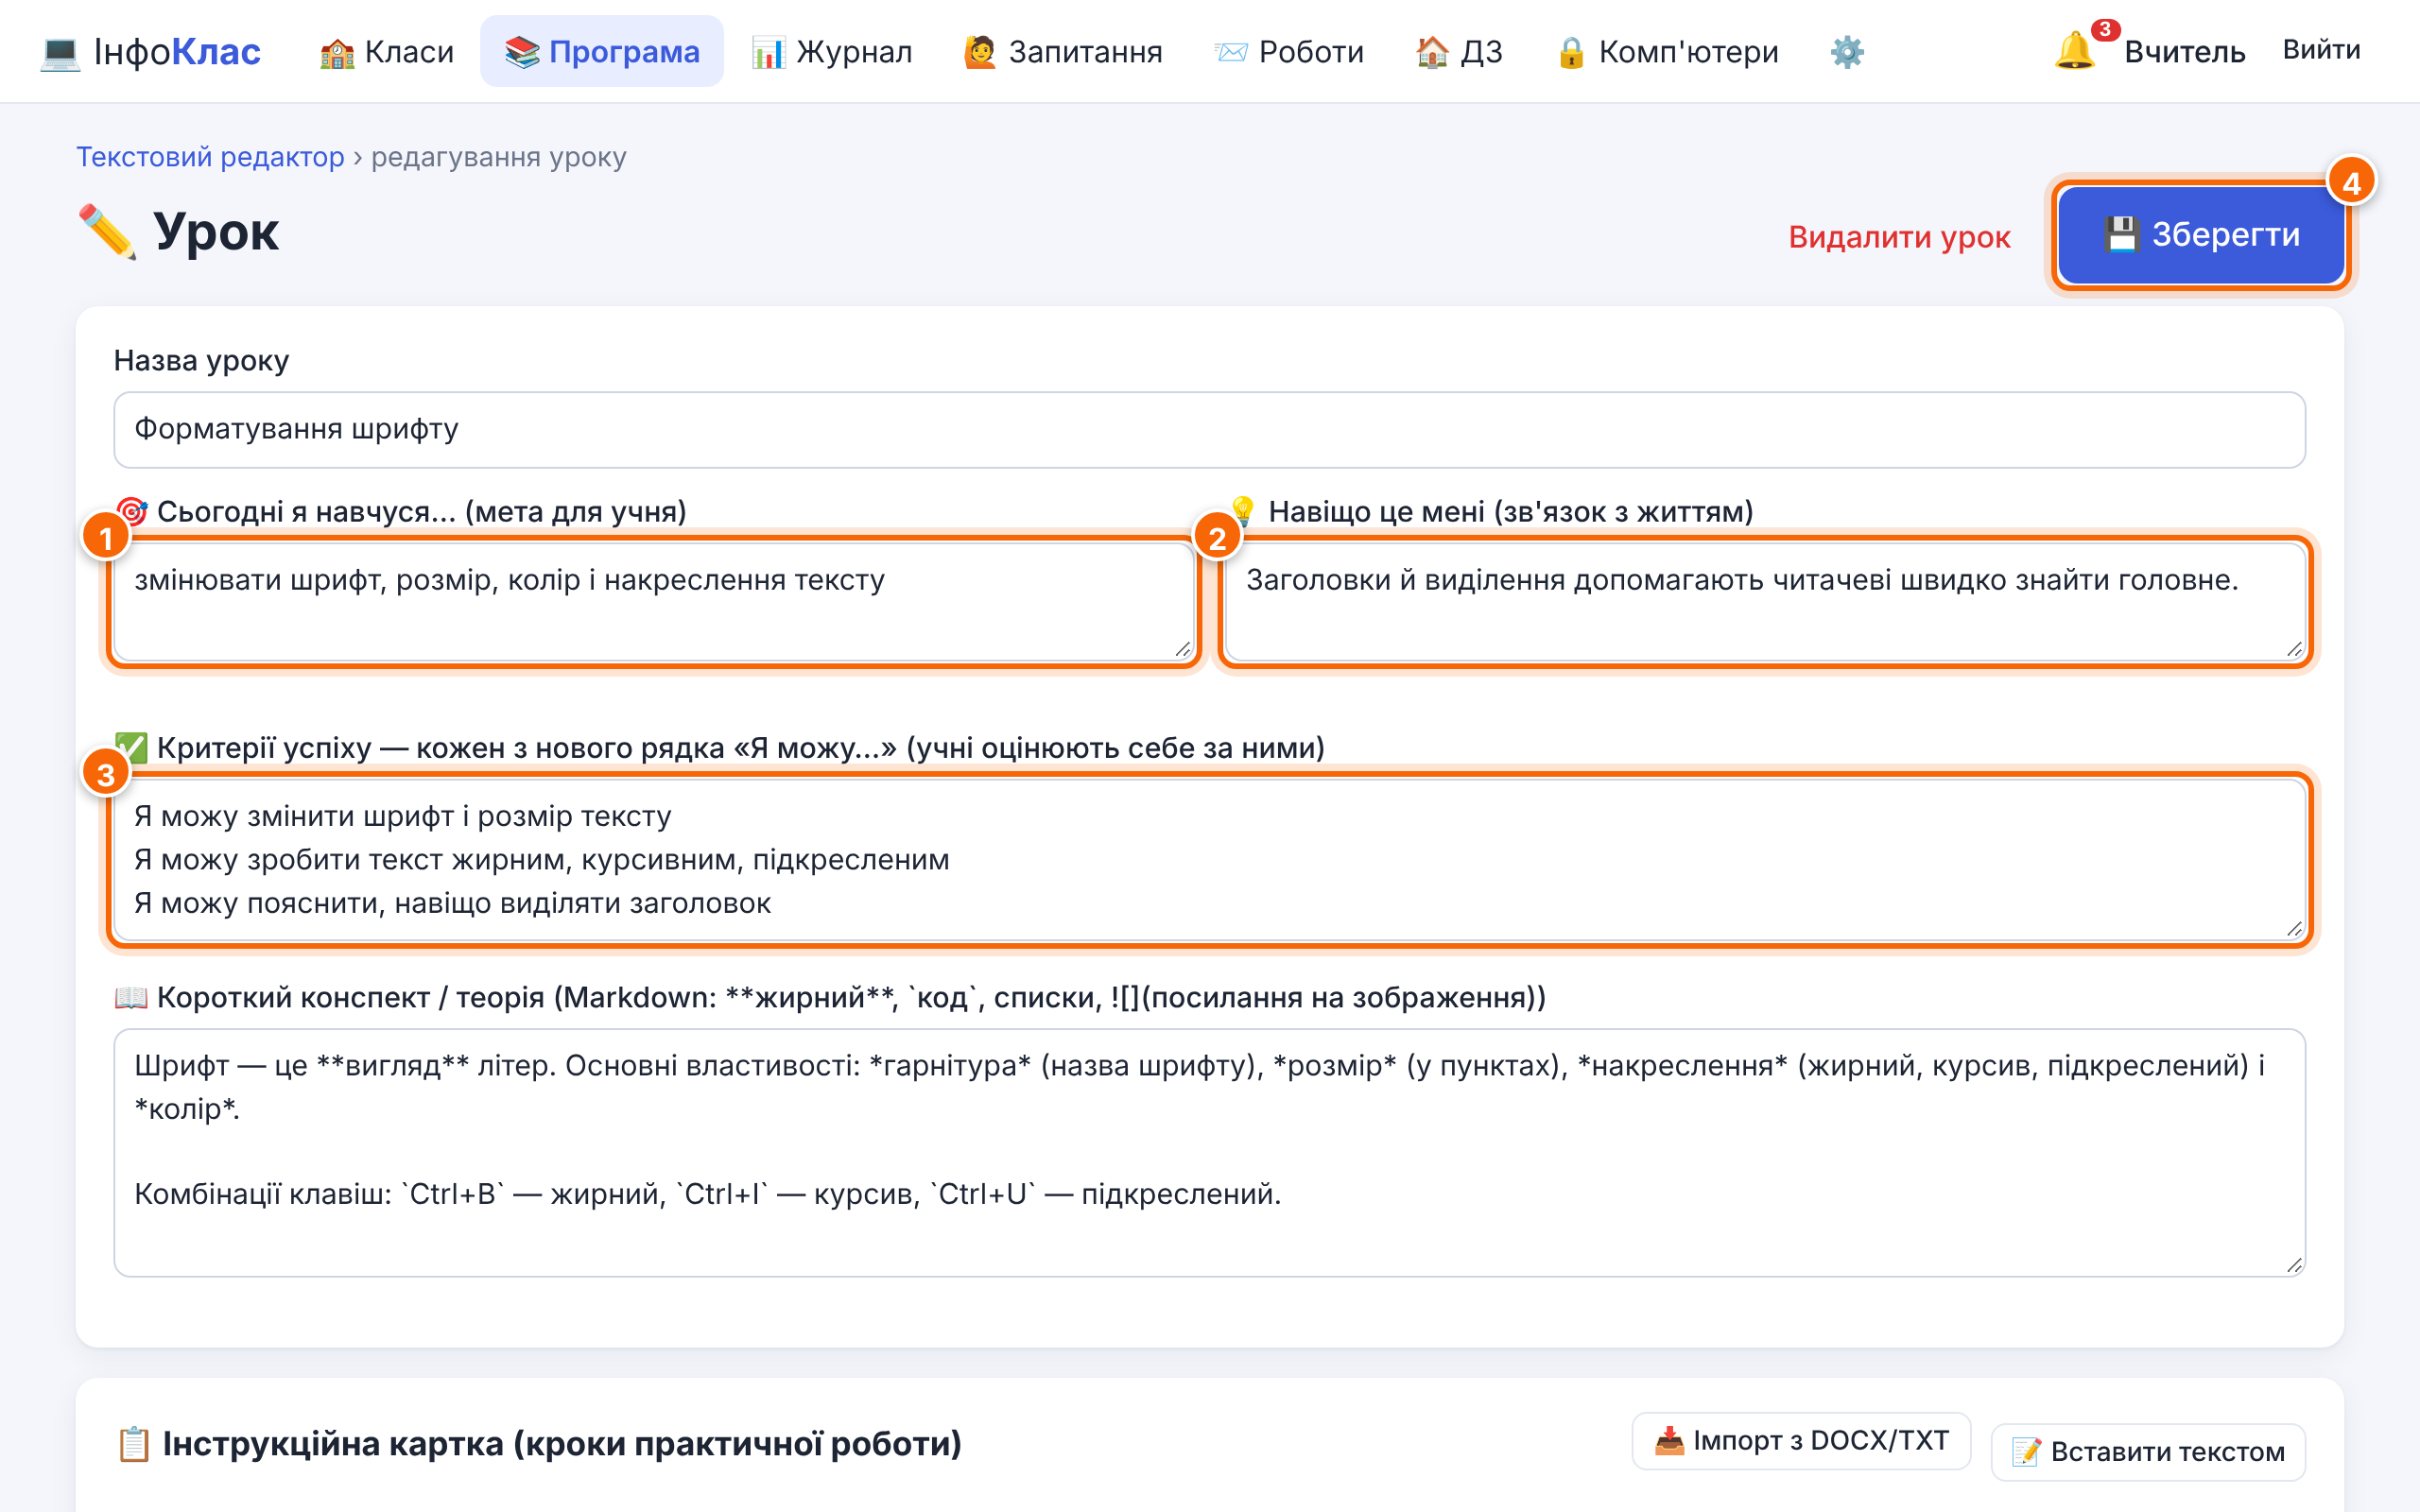 ІнфоКлас Класи Програма Журнал Запитання Роботи ДЗ Комп'ютери 3 Вчитель Вийти
Текстовий редактор › редагування уроку
Урок
Видалити урок
Зберегти
4
Назва уроку
Форматування шрифту
Сьогодні я навчуся... (мета для учня)
1
змінювати шрифт, розмір, колір і накреслення тексту
Навіщо це мені (зв'язок з життям)
2
Заголовки й виділення допомагають читачеві швидко знайти головне.
Критерії успіху — кожен з нового рядка «Я можу...» (учні оцінюють себе за ними)
3
Я можу змінити шрифт і розмір тексту
Я можу зробити текст жирним, курсивним, підкресленим
Я можу пояснити, навіщо виділяти заголовок
Короткий конспект / теорія (Markdown: **жирний**, `код`, списки, ![](посилання на зображення))
Шрифт — це **вигляд** літер. Основні властивості: *гарнітура* (назва шрифту), *розмір* (у пунктах), *накреслення* (жирний, курсив, підкреслений) і
*колір*.
Комбінації клавіш: `Ctrl+B` — жирний, `Ctrl+I` — курсив, `Ctrl+U` — підкреслений.
Інструкційна картка (кроки практичної роботи)
Імпорт з DOCX/TXT
Вставити текстом